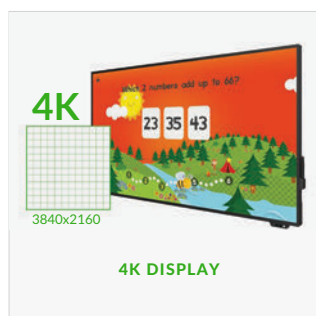 Which 2 numbers add up to 66?
4K
23 35 43
3840x2160
4K DISPLAY